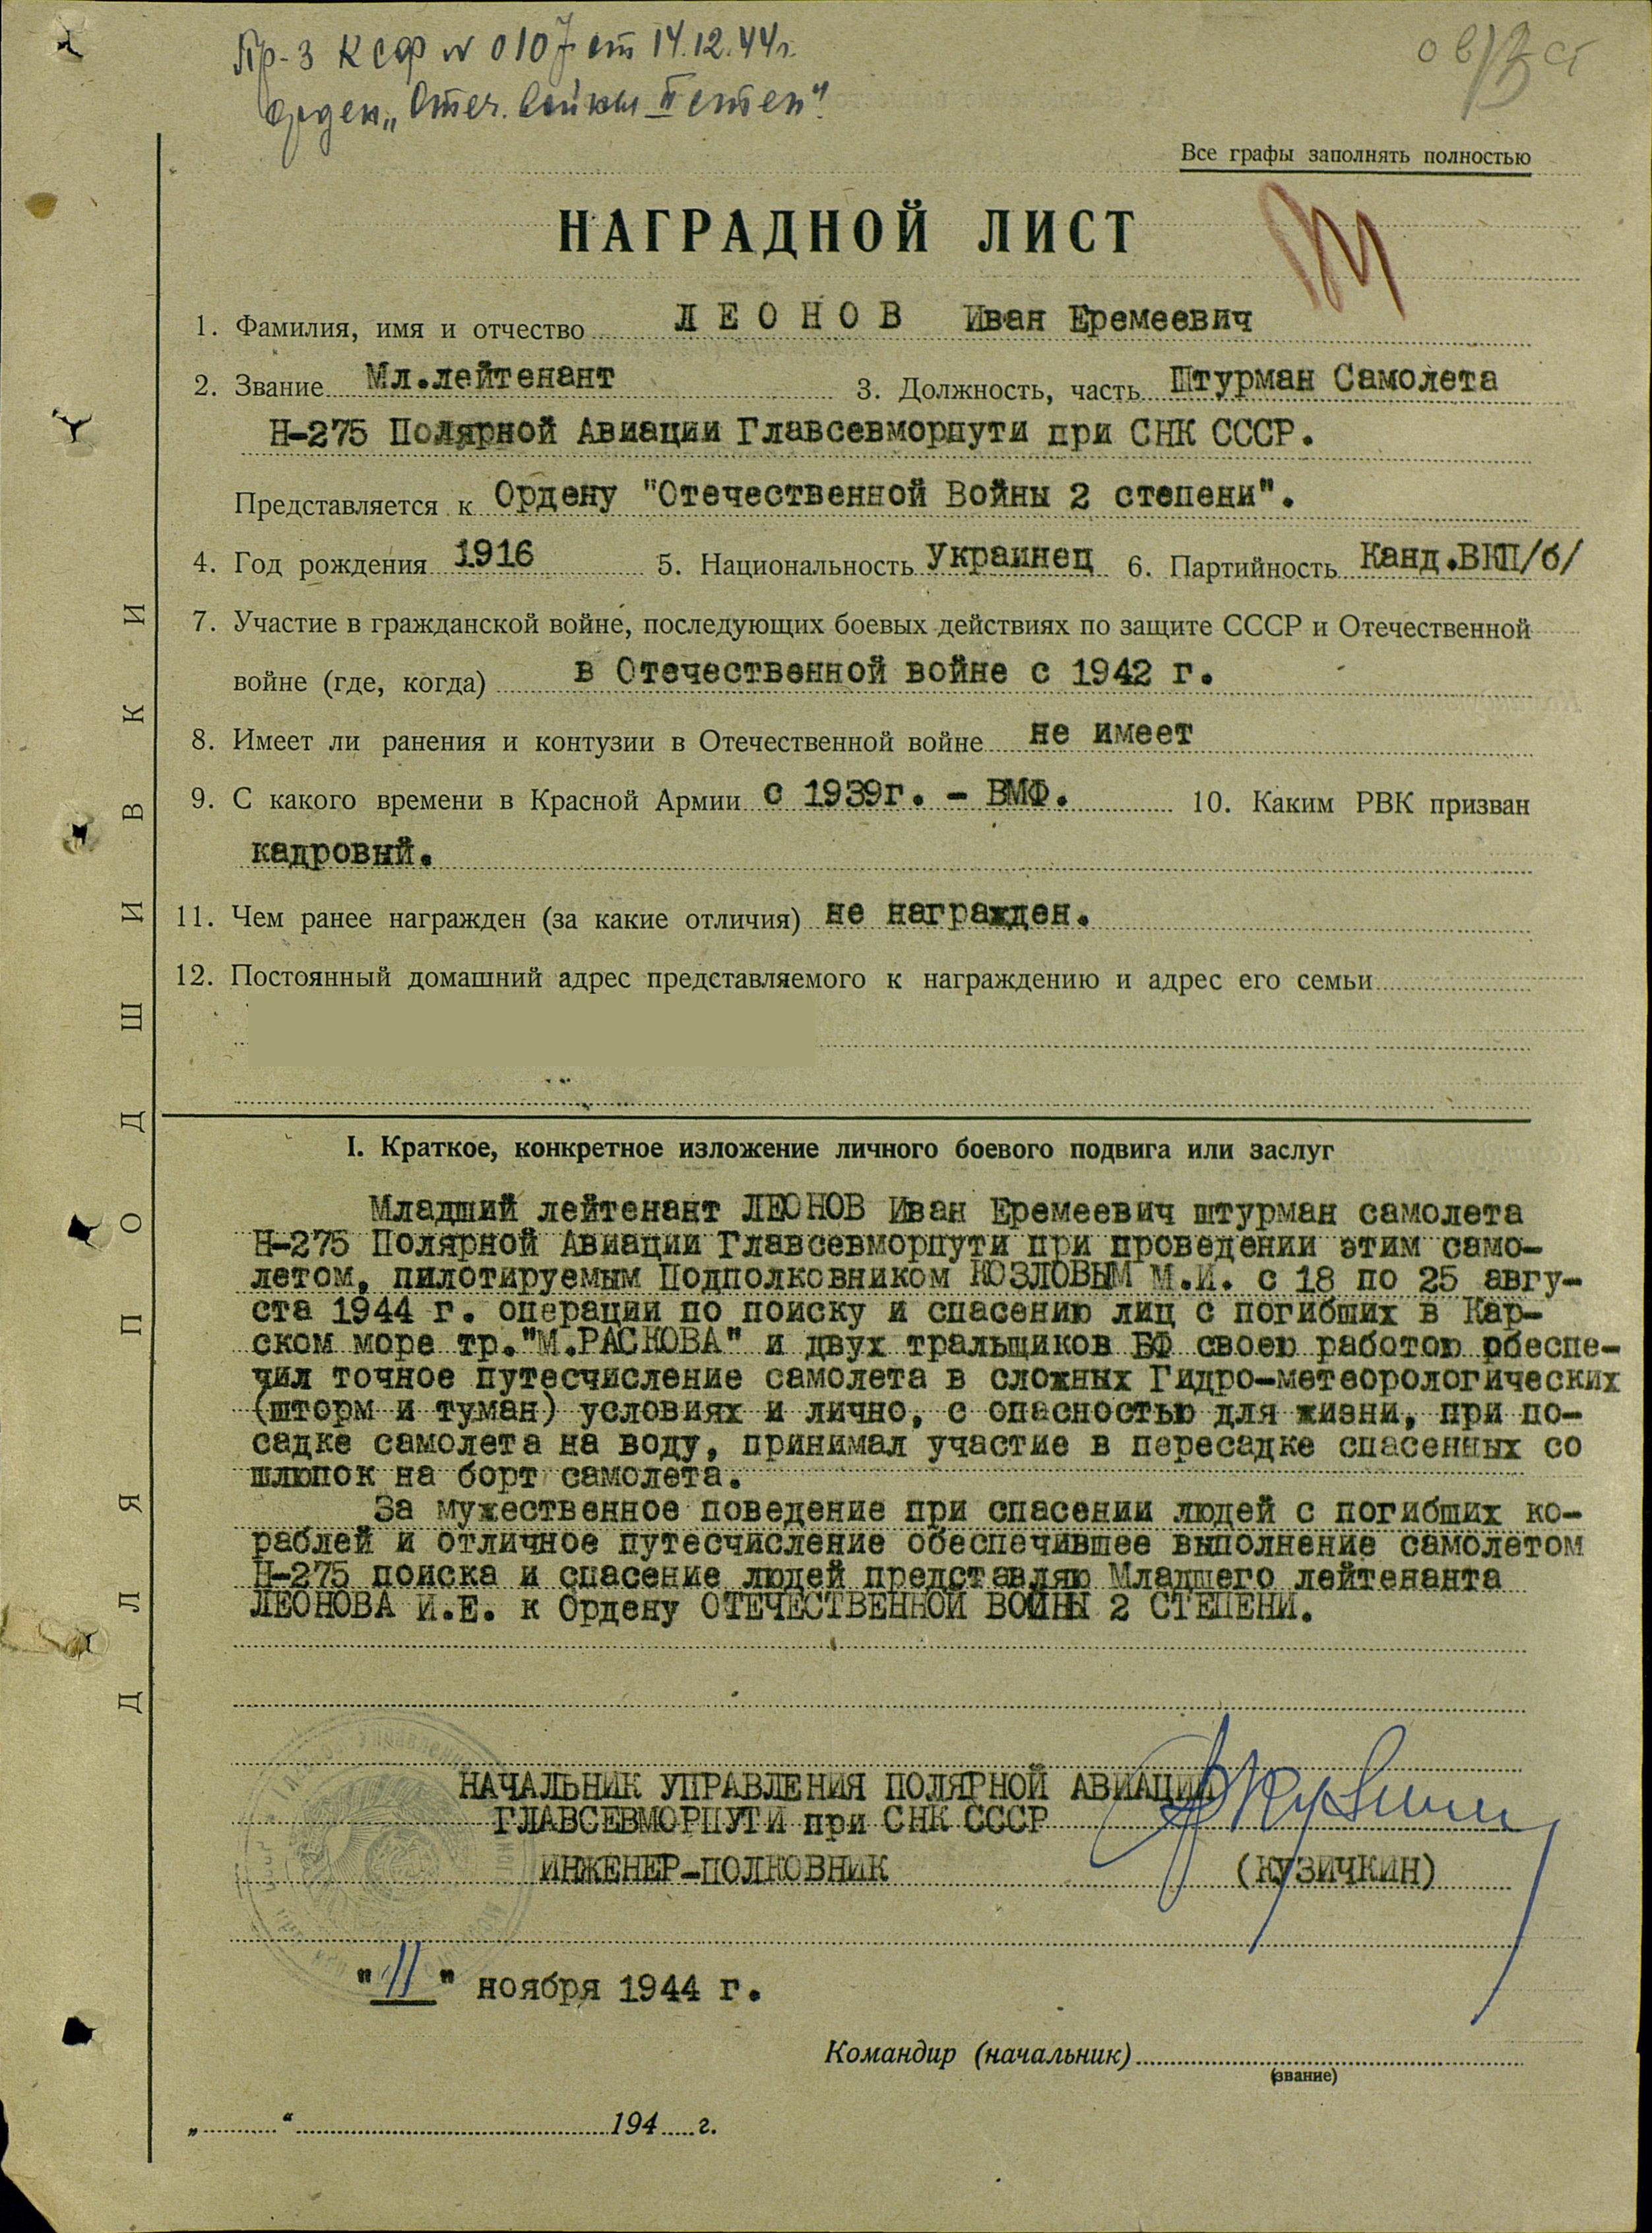 Пр-з КСФ № 0107 от 14.12.44г.
Орден „Отеч. войны II степ"
Все графы заполнять полностью
НАГРАДНОЙ ЛИСТ
1. Фамилия, имя и отчество ЛЕОНОВ Иван Еремеевич
2. Звание Мл.лейтенант 3. Должность, часть Штурман Самолета
Н-275 Полярной Авиации Главсевморпути при СНК СССР.
Представляется к Ордену "Отечественной Войны 2 степени".
4. Год рождения 1916 5. Национальность Украинец 6. Партийность Канд.ВКП/б/
7. Участие в гражданской войне, последующих боевых действиях по защите СССР и Отечественной
войне (где, когда) в Отечественной войне с 1942 г.
8. Имеет ли ранения и контузии в Отечественной войне не имеет
9. С какого времени в Красной Армии с 1939г. - ВМФ. 10. Каким РВК призван
кадровый.
11. Чем ранее награжден (за какие отличия) не награжден.
12. Постоянный домашний адрес представляемого к награждению и адрес его семьи
I. Краткое, конкретное изложение личного боевого подвига или заслуг
Младший лейтенант ЛЕОНОВ Иван Еремеевич штурман самолета
Н-275 Полярной Авиации Главсевморпути при проведении этим само-
летом, пилотируемым Подполковником КОЗЛОВЫМ М.И. с 18 по 25 авгу-
ста 1944 г. операции по поиску и спасению лиц с погибших в Кар-
ском море тр."М.РАСКОВА" и двух тральщиков БФ своею работою обеспе-
чил точное путесчисление самолета в сложных Гидро-метеорологических
(шторм и туман) условиях и лично, с опасностью для жизни, при по-
садке самолета на воду, принимал участие в пересадке спасенных со
шлюпок на борт самолета.
За мужественное поведение при спасении людей с погибших ко-
раблей и отличное путесчисление обеспечившее выполнение самолетом
Н-275 поиска и спасение людей представляю Младшего лейтенанта
ЛЕОНОВА И.Е. к Ордену ОТЕЧЕСТВЕННОЙ ВОЙНЫ 2 СТЕПЕНИ.
НАЧАЛЬНИК УПРАВЛЕНИЯ ПОЛЯРНОЙ АВИАЦИИ
ГЛАВСЕВМОРПУТИ при СНК СССР
ИНЖЕНЕР-ПОЛКОВНИК (КУЗИЧКИН)
"11" ноября 1944 г.
Командир (начальник)
(звание)
„ “ 194 г.
ДЛЯ ПОДШИВКИ